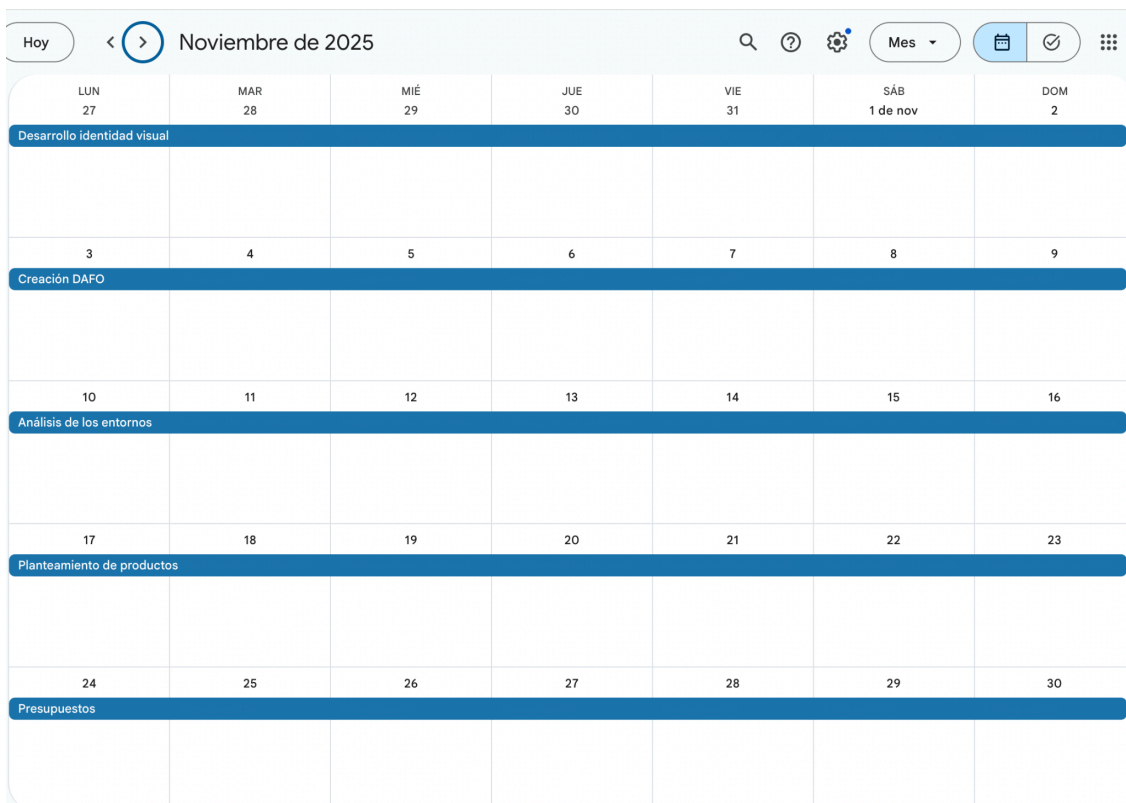 Hoy Noviembre de 2025 Mes
LUN MAR MIÉ JUE VIE SÁB DOM
27 28 29 30 31 1 de nov 2
Desarrollo identidad visual
3 4 5 6 7 8 9
Creación DAFO
10 11 12 13 14 15 16
Análisis de los entornos
17 18 19 20 21 22 23
Planteamiento de productos
24 25 26 27 28 29 30
Presupuestos